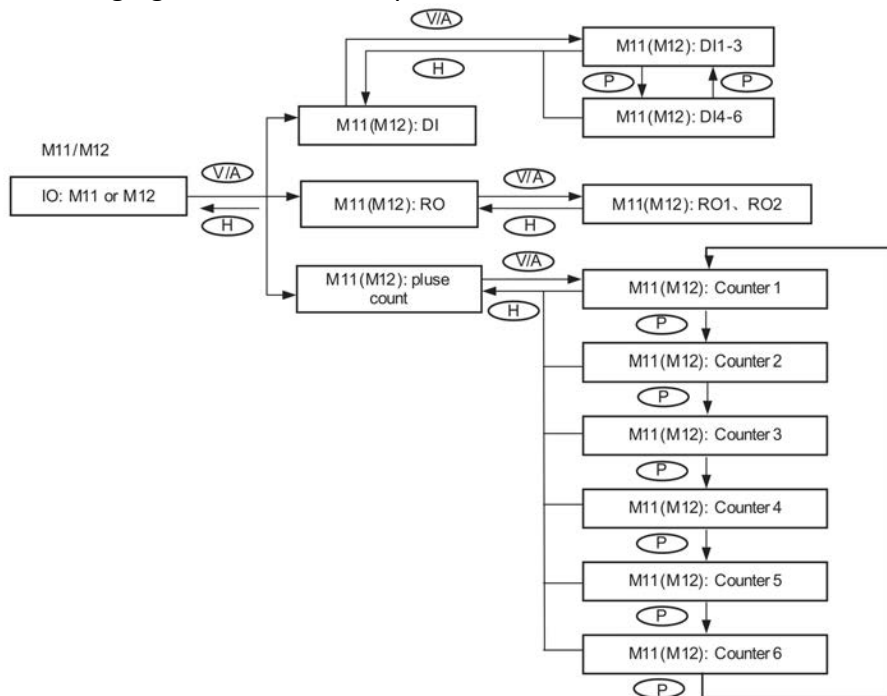 V/A
M11(M12): DI1-3
H
P
P
M11(M12): DI
M11(M12): DI4-6
M11/M12
V/A
V/A
IO: M11 or M12
M11(M12): RO
M11(M12): RO1、RO2
H
H
V/A
M11(M12): pluse
count
M11(M12): Counter 1
H
P
M11(M12): Counter 2
P
M11(M12): Counter 3
P
M11(M12): Counter 4
P
M11(M12): Counter 5
P
M11(M12): Counter 6
P